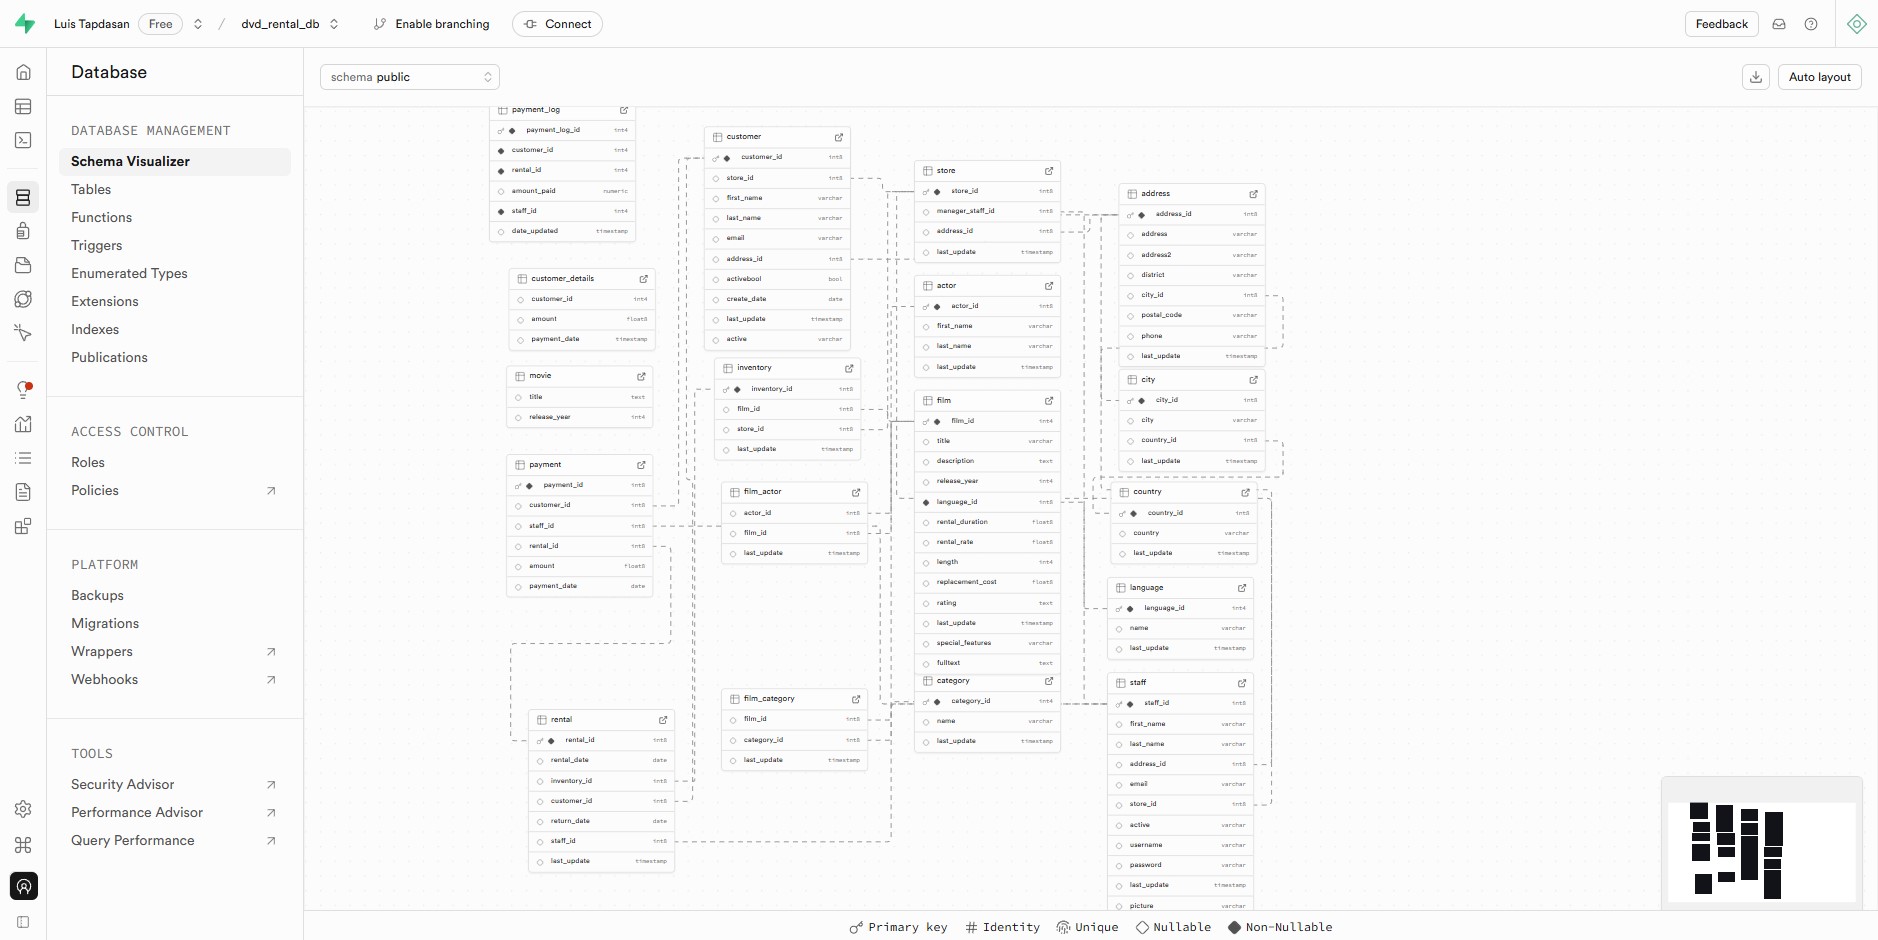 Luis Tapdasan Free / dvd_rental_db Enable branching Connect Feedback
Database
schema public Auto layout
DATABASE MANAGEMENT
Schema Visualizer
Tables
Functions
Triggers
Enumerated Types
Extensions
Indexes
Publications
ACCESS CONTROL
Roles
Policies
PLATFORM
Backups
Migrations
Wrappers
Webhooks
TOOLS
Security Advisor
Performance Advisor
Query Performance
payment_log
payment_log_id int4
customer_id int4
rental_id int4
amount_paid numeric
staff_id int4
date_updated timestamp
customer_details
customer_id int4
amount float8
payment_date timestamp
movie
title text
release_year int4
payment
payment_id int8
customer_id int8
staff_id int8
rental_id int8
amount float8
payment_date date
rental
rental_id int8
rental_date date
inventory_id int8
customer_id int8
return_date date
staff_id int8
last_update timestamp
customer
customer_id int8
store_id int8
first_name varchar
last_name varchar
email varchar
address_id int8
activebool bool
create_date date
last_update timestamp
active varchar
inventory
inventory_id int8
film_id int8
store_id int8
last_update timestamp
film_actor
actor_id int8
film_id int8
last_update timestamp
film_category
film_id int8
category_id int8
last_update timestamp
store
store_id int8
manager_staff_id int8
address_id int8
last_update timestamp
actor
actor_id int8
first_name varchar
last_name varchar
last_update timestamp
film
film_id int4
title varchar
description text
release_year int4
language_id int8
rental_duration float8
rental_rate float8
length int4
replacement_cost float8
rating text
last_update timestamp
special_features varchar
fulltext text
category
category_id int4
name varchar
last_update timestamp
address
address_id int8
address varchar
address2 varchar
district varchar
city_id int8
postal_code varchar
phone varchar
last_update timestamp
city
city_id int8
city varchar
country_id int8
last_update timestamp
country
country_id int8
country varchar
last_update timestamp
language
language_id int4
name varchar
last_update timestamp
staff
staff_id int8
first_name varchar
last_name varchar
address_id int8
email varchar
store_id int8
active varchar
username varchar
password varchar
last_update timestamp
picture varchar
Primary key Identity Unique Nullable Non-Nullable